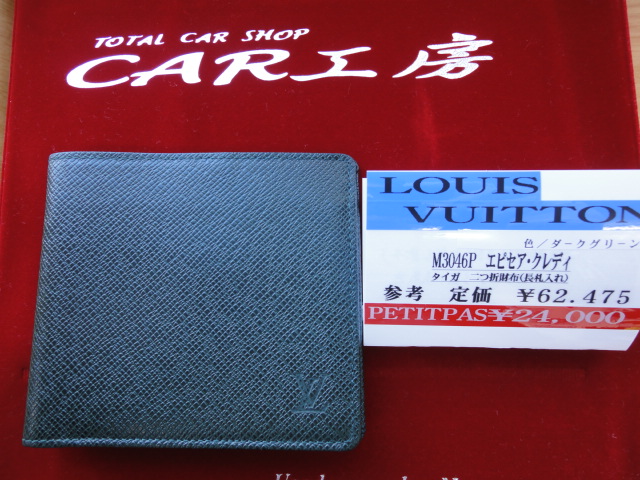 TOTAL CAR SHOP
CAR工房
LOUIS
VUITTON
色/ダークグリーン
M3046P エピセア・クレディ
タイガ 二つ折財布(長札入れ)
参考 定価 ¥62.475
PETITPAS¥24,000
LV